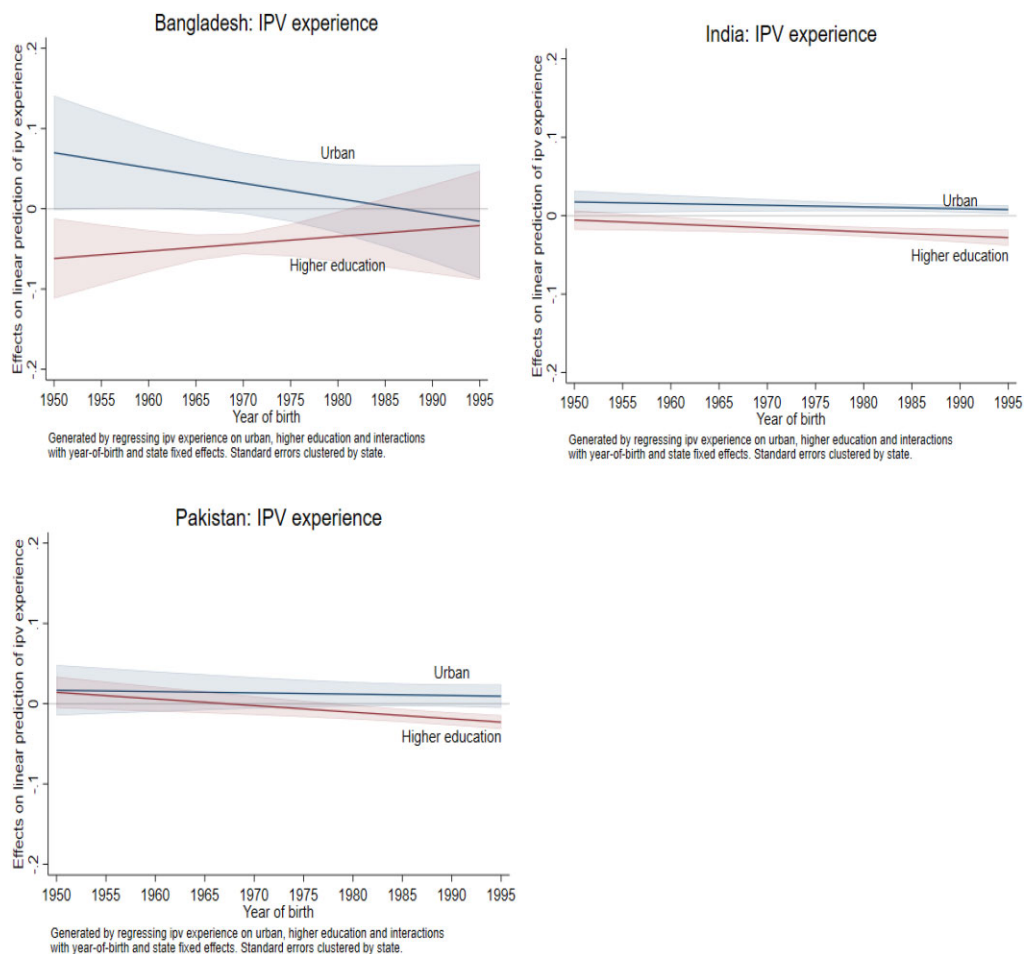 Bangladesh: IPV experience
Effects on linear prediction of ipv experience
.2
.1
0
-.1
-.2
Urban
Higher education
1950 1955 1960 1965 1970 1975 1980 1985 1990 1995
Year of birth
Generated by regressing ipv experience on urban, higher education and interactions
with year-of-birth and state fixed effects. Standard errors clustered by state.
India: IPV experience
Effects on linear prediction of ipv experience
.2
.1
0
-.1
-.2
Urban
Higher education
1950 1955 1960 1965 1970 1975 1980 1985 1990 1995
Year of birth
Generated by regressing ipv experience on urban, higher education and interactions
with year-of-birth and state fixed effects. Standard errors clustered by state.
Pakistan: IPV experience
Effects on linear prediction of ipv experience
.2
.1
0
-.1
-.2
Urban
Higher education
1950 1955 1960 1965 1970 1975 1980 1985 1990 1995
Year of birth
Generated by regressing ipv experience on urban, higher education and interactions
with year-of-birth and state fixed effects. Standard errors clustered by state.